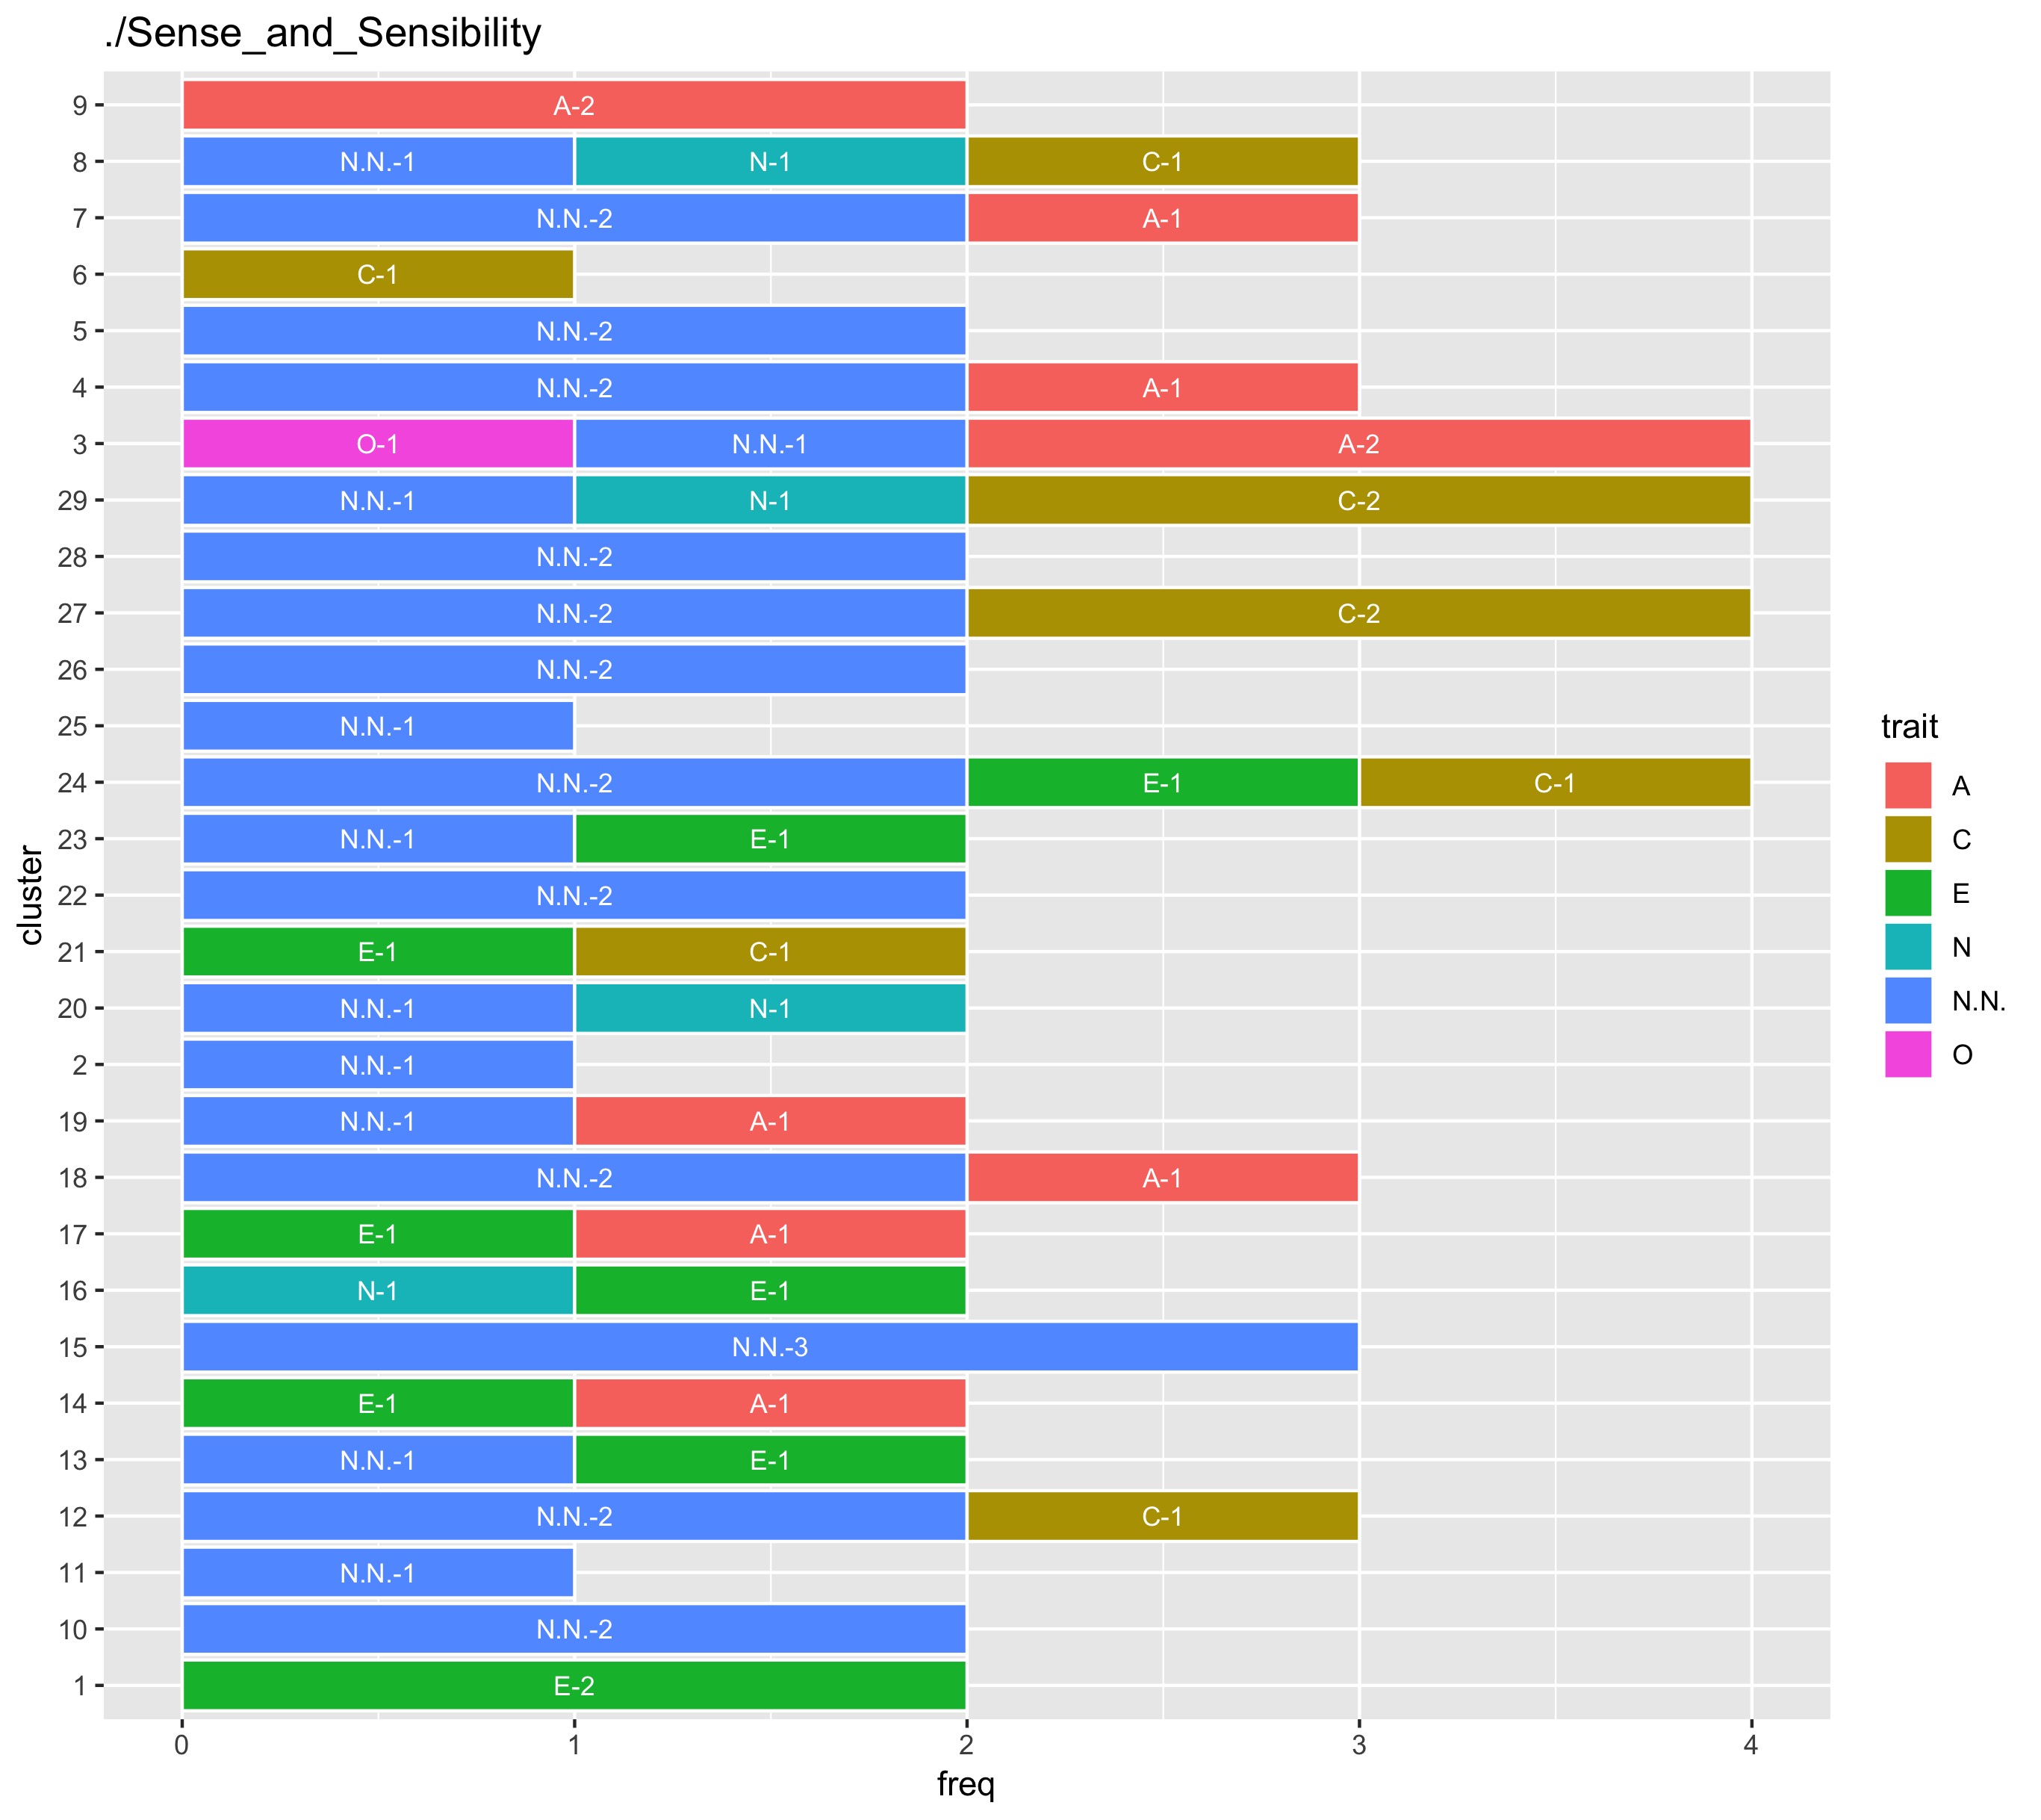 ./Sense_and_Sensibility
9 A-2
8 N.N.-1 N-1 C-1
7 N.N.-2 A-1
6 C-1
5 N.N.-2
4 N.N.-2 A-1
3 O-1 N.N.-1 A-2
29 N.N.-1 N-1 C-2
28 N.N.-2
27 N.N.-2 C-2
26 N.N.-2
25 N.N.-1
24 N.N.-2 E-1 C-1
23 N.N.-1 E-1
22 N.N.-2
21 E-1 C-1
20 N.N.-1 N-1
2 N.N.-1
19 N.N.-1 A-1
18 N.N.-2 A-1
17 E-1 A-1
16 N-1 E-1
15 N.N.-3
14 E-1 A-1
13 N.N.-1 E-1
12 N.N.-2 C-1
11 N.N.-1
10 N.N.-2
1 E-2
0 1 2 3 4
freq
cluster
trait
A
C
E
N
N.N.
O